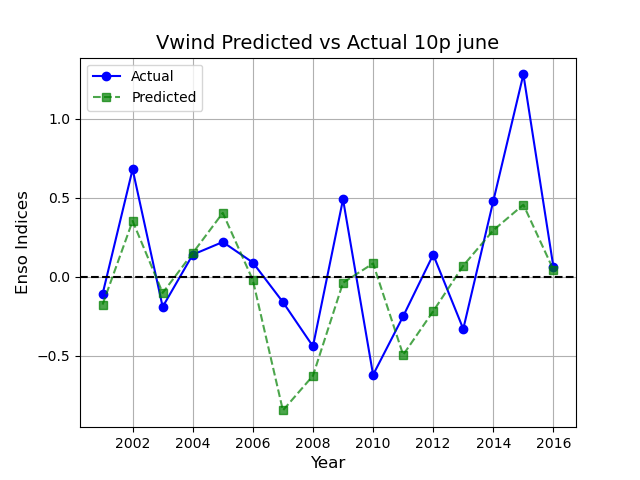 Vwind Predicted vs Actual 10p june
Actual
Predicted
1.0
0.5
0.0
−0.5
Enso Indices
2002 2004 2006 2008 2010 2012 2014 2016
Year